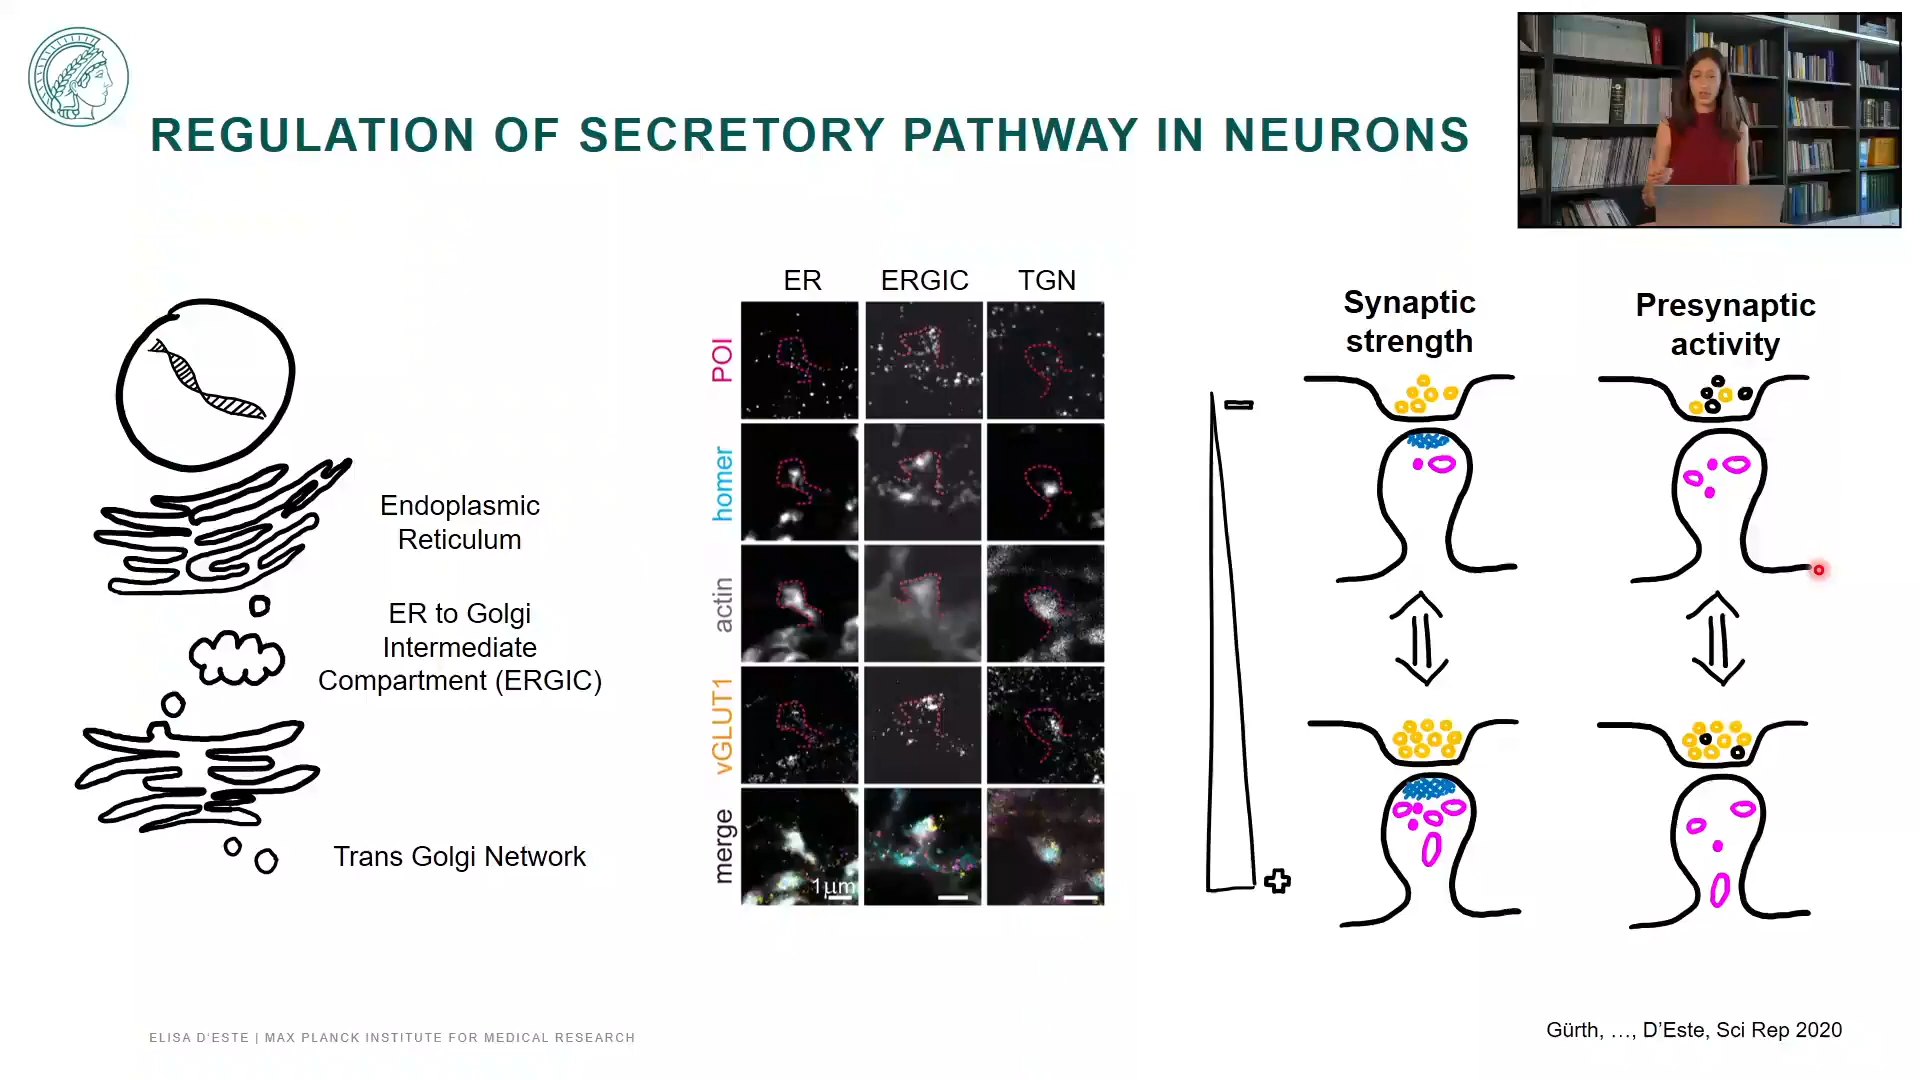 REGULATION OF SECRETORY PATHWAY IN NEURONS
Endoplasmic
Reticulum
ER to Golgi
Intermediate
Compartment (ERGIC)
Trans Golgi Network
ER ERGIC TGN
POI
homer
actin
vGLUT1
merge
1µm
Synaptic
strength
Presynaptic
activity
ELISA D'ESTE | MAX PLANCK INSTITUTE FOR MEDICAL RESEARCH
Gürth, …, D'Este, Sci Rep 2020